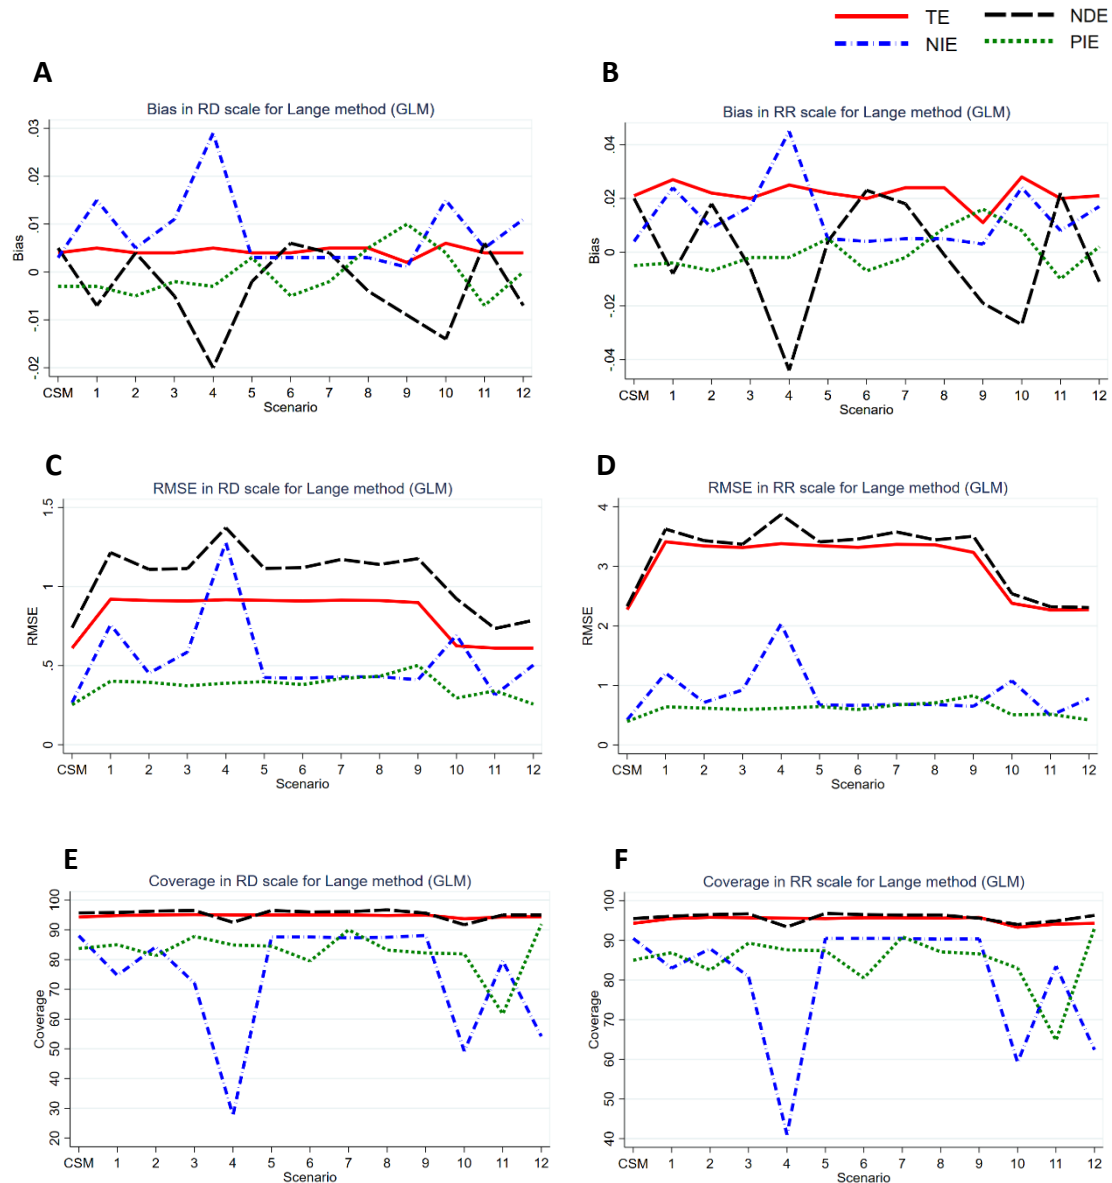 TE NDE
NIE PIE
A
Bias in RD scale for Lange method (GLM)
Bias
.03
.02
.01
0
-.01
-.02
CSM 1 2 3 4 5 6 7 8 9 10 11 12
Scenario
B
Bias in RR scale for Lange method (GLM)
Bias
.04
.02
0
-.02
-.04
CSM 1 2 3 4 5 6 7 8 9 10 11 12
Scenario
C
RMSE in RD scale for Lange method (GLM)
RMSE
1.5
1
.5
0
CSM 1 2 3 4 5 6 7 8 9 10 11 12
Scenario
D
RMSE in RR scale for Lange method (GLM)
RMSE
4
3
2
1
0
CSM 1 2 3 4 5 6 7 8 9 10 11 12
Scenario
E
Coverage in RD scale for Lange method (GLM)
Coverage
100
90
80
70
60
50
40
30
20
CSM 1 2 3 4 5 6 7 8 9 10 11 12
Scenario
F
Coverage in RR scale for Lange method (GLM)
Coverage
100
90
80
70
60
50
40
CSM 1 2 3 4 5 6 7 8 9 10 11 12
Scenario